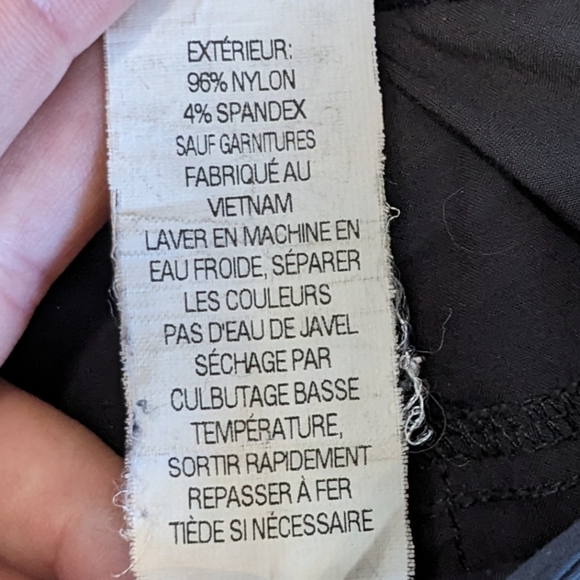 EXTÉRIEUR:
96% NYLON
4% SPANDEX
SAUF GARNITURES
FABRIQUÉ AU
VIETNAM
LAVER EN MACHINE EN
EAU FROIDE, SÉPARER
LES COULEURS
PAS D'EAU DE JAVEL
SÉCHAGE PAR
CULBUTAGE BASSE
TEMPÉRATURE,
SORTIR RAPIDEMENT
REPASSER À FER
TIÈDE SI NÉCESSAIRE